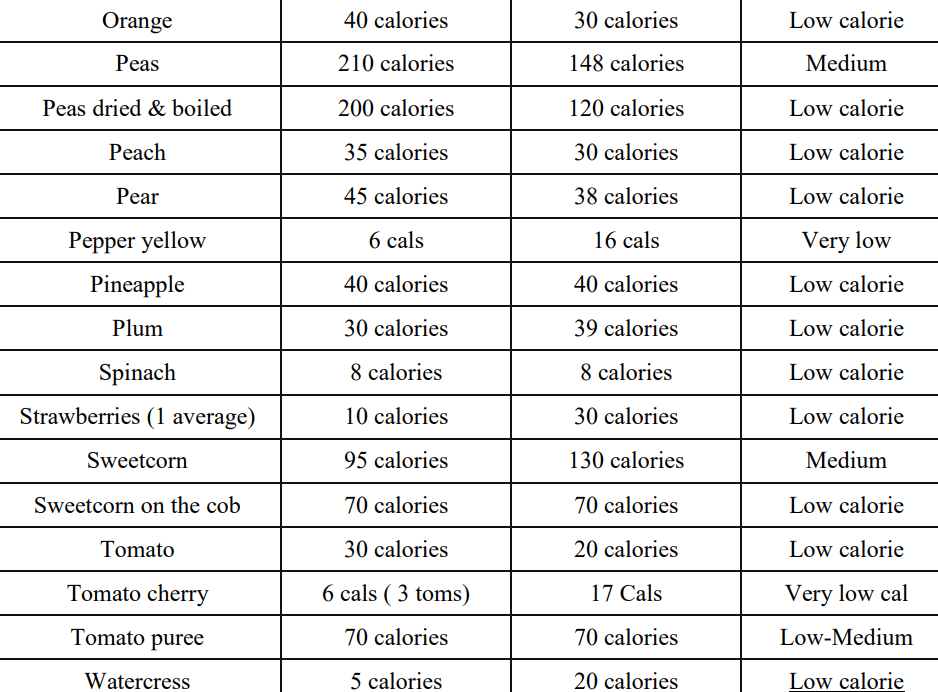 Orange 40 calories 30 calories Low calorie
Peas 210 calories 148 calories Medium
Peas dried & boiled 200 calories 120 calories Low calorie
Peach 35 calories 30 calories Low calorie
Pear 45 calories 38 calories Low calorie
Pepper yellow 6 cals 16 cals Very low
Pineapple 40 calories 40 calories Low calorie
Plum 30 calories 39 calories Low calorie
Spinach 8 calories 8 calories Low calorie
Strawberries (1 average) 10 calories 30 calories Low calorie
Sweetcorn 95 calories 130 calories Medium
Sweetcorn on the cob 70 calories 70 calories Low calorie
Tomato 30 calories 20 calories Low calorie
Tomato cherry 6 cals ( 3 toms) 17 Cals Very low cal
Tomato puree 70 calories 70 calories Low-Medium
Watercress 5 calories 20 calories Low calorie